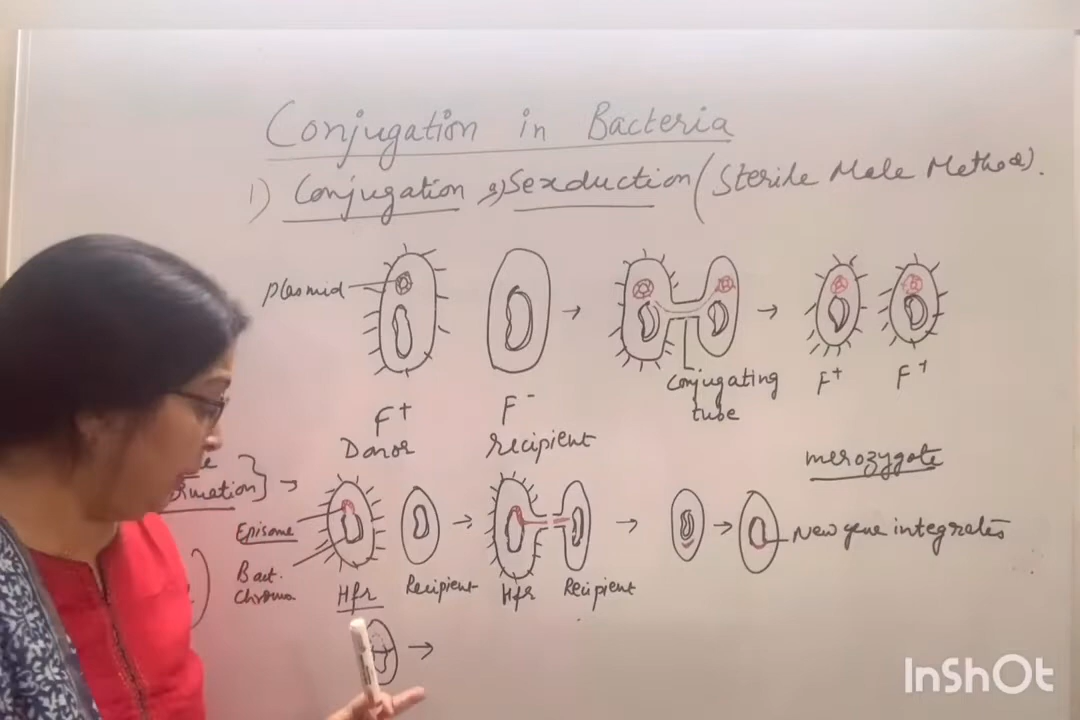 Conjugation in Bacteria
1) Conjugation 2) Sexduction (Sterile Male Method).
Plasmid
Conjugating
tube
F+ F+
F+ F-
Donor Recipient
merozygote
Episome
New gene integrates
Bact.
Chromo
Hfr Recipient Hfr Recipient
InShOt